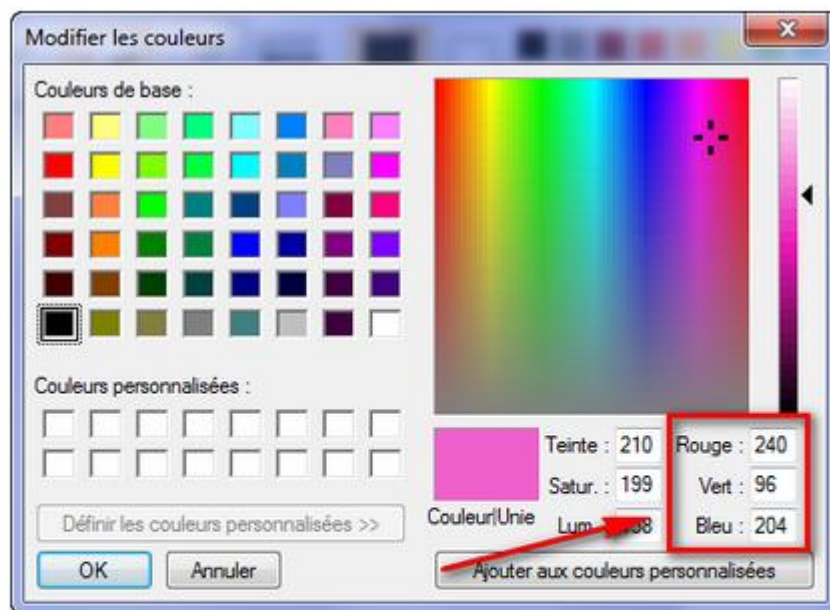 Modifier les couleurs
Couleurs de base :
Couleurs personnalisées :
Définir les couleurs personnalisées >>
OK
Annuler
Teinte : 210
Rouge : 240
Satur. : 199
Vert : 96
Couleur|Unie
Lum
Bleu : 204
Ajouter aux couleurs personnalisées